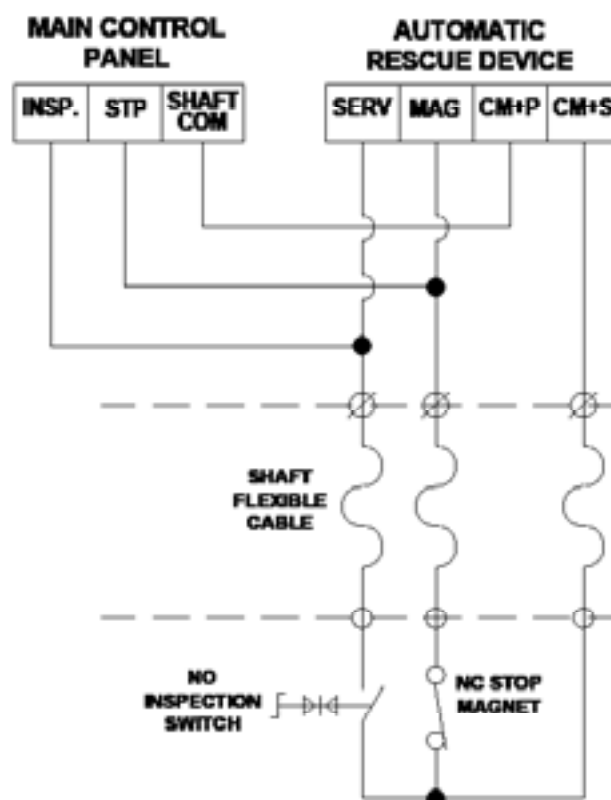 MAIN CONTROL
PANEL
AUTOMATIC
RESCUE DEVICE
INSP.
STP
SHAFT
COM
SERV
MAG
CM+P
CM+S
SHAFT
FLEXIBLE
CABLE
NO
INSPECTION
SWITCH
NC STOP
MAGNET